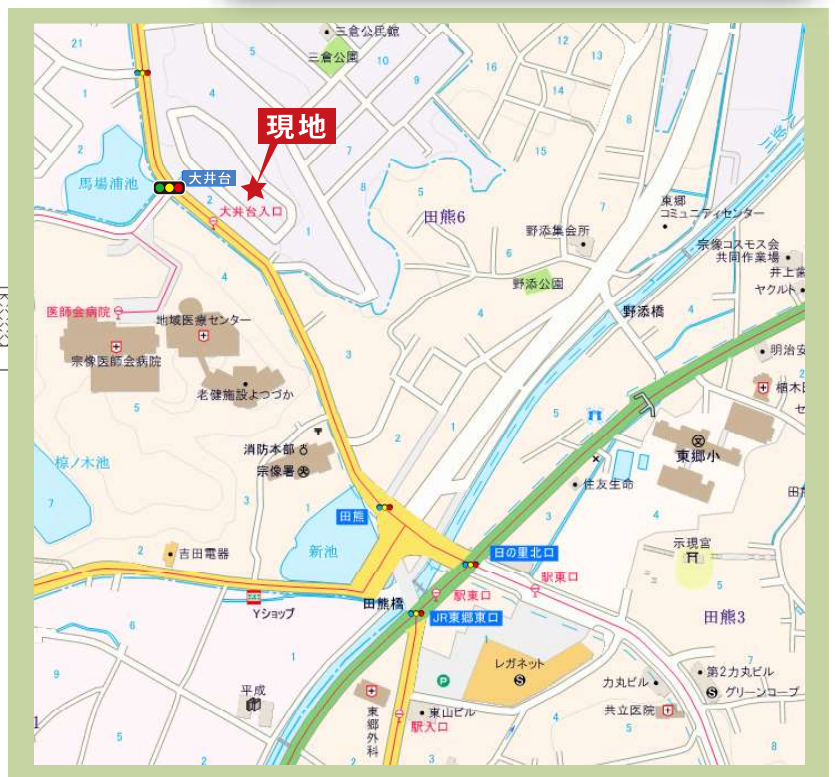 三倉公民館
三倉公園
現地
大井台
馬場浦池
大井台入口
田熊6
東郷
コミュニティセンター
野添集会所
宗像コスモス会
共同作業場
井上歯
ヤクルト
野添公園
野添橋
医師会病院
地域医療センター
宗像医師会病院
老健施設よつづか
明治安
植木
東郷小
消防本部
宗像署
椋ノ木池
住友生命
田熊
新池
吉田電器
日の里北口
示現宮
駅東口
駅東口
Yショップ
田熊橋
JR東郷東口
田熊3
レガネット
平成
力丸ビル
第2力丸ビル
グリーンコープ
共立医院
東郷外科
東山ビル
駅入口